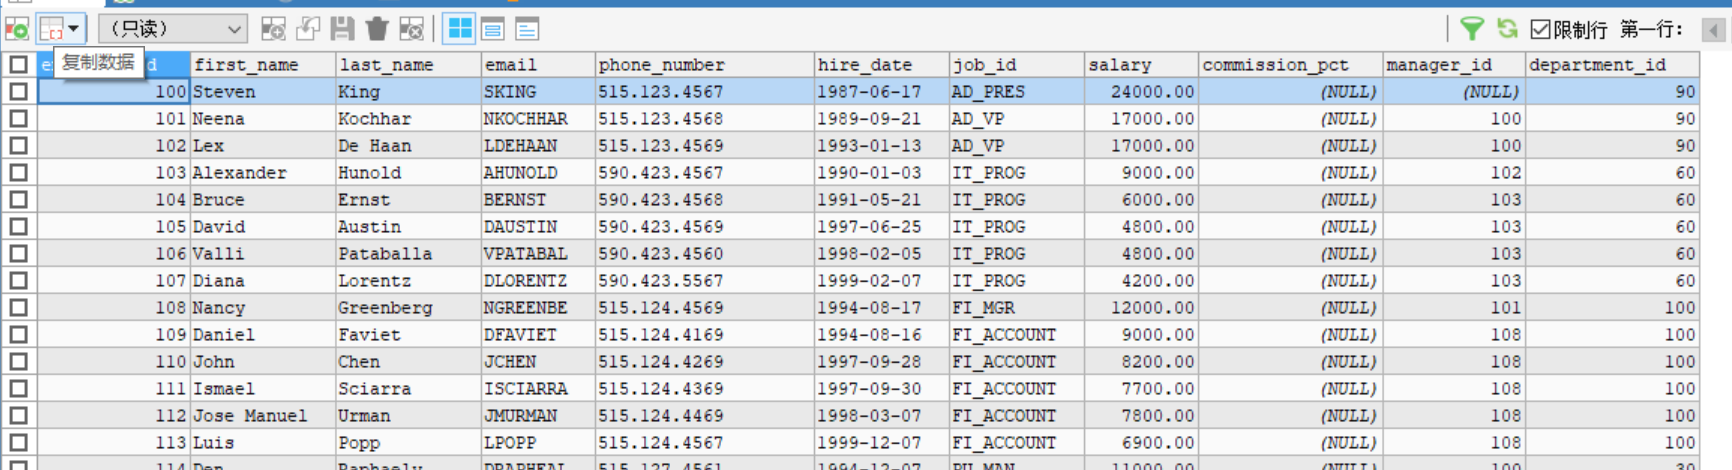 (只读)
限制行 第一行:
复制数据
first_name last_name email phone_number hire_date job_id salary commission_pct manager_id department_id
100 Steven King SKING 515.123.4567 1987-06-17 AD_PRES 24000.00 (NULL) (NULL) 90
101 Neena Kochhar NKOCHHAR 515.123.4568 1989-09-21 AD_VP 17000.00 (NULL) 100 90
102 Lex De Haan LDEHAAN 515.123.4569 1993-01-13 AD_VP 17000.00 (NULL) 100 90
103 Alexander Hunold AHUNOLD 590.423.4567 1990-01-03 IT_PROG 9000.00 (NULL) 102 60
104 Bruce Ernst BERNST 590.423.4568 1991-05-21 IT_PROG 6000.00 (NULL) 103 60
105 David Austin DAUSTIN 590.423.4569 1997-06-25 IT_PROG 4800.00 (NULL) 103 60
106 Valli Pataballa VPATABAL 590.423.4560 1998-02-05 IT_PROG 4800.00 (NULL) 103 60
107 Diana Lorentz DLORENTZ 590.423.5567 1999-02-07 IT_PROG 4200.00 (NULL) 103 60
108 Nancy Greenberg NGREENBE 515.124.4569 1994-08-17 FI_MGR 12000.00 (NULL) 101 100
109 Daniel Faviet DFAVIET 515.124.4169 1994-08-16 FI_ACCOUNT 9000.00 (NULL) 108 100
110 John Chen JCHEN 515.124.4269 1997-09-28 FI_ACCOUNT 8200.00 (NULL) 108 100
111 Ismael Sciarra ISCIARRA 515.124.4369 1997-09-30 FI_ACCOUNT 7700.00 (NULL) 108 100
112 Jose Manuel Urman JMURMAN 515.124.4469 1998-03-07 FI_ACCOUNT 7800.00 (NULL) 108 100
113 Luis Popp LPOPP 515.124.4567 1999-12-07 FI_ACCOUNT 6900.00 (NULL) 108 100
114 Den Raphaely DRAPHEAL 515.127.4561 1994-12-07 PU_MAN 11000.00 (NULL) 100 30